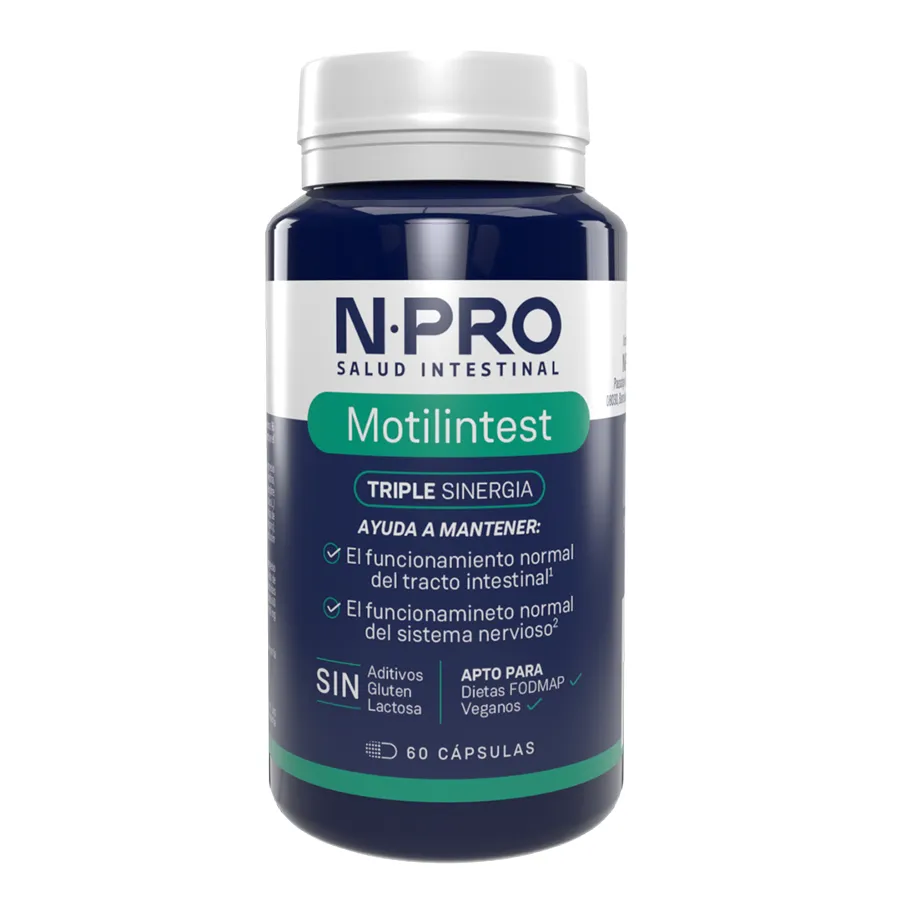 N·PRO
SALUD INTESTINAL
Motilintest
TRIPLE SINERGIA
AYUDA A MANTENER:
El funcionamiento normal
del tracto intestinal¹
El funcionamineto normal
del sistema nervioso²
SIN
Aditivos
Gluten
Lactosa
APTO PARA
Dietas FODMAP
Veganos
60 CÁPSULAS